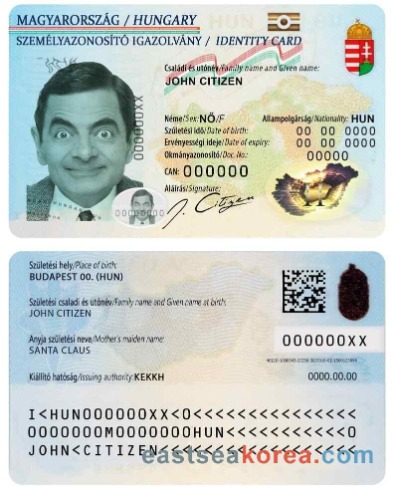 MAGYARORSZÁG / HUNGARY HUN
SZEMÉLYAZONOSÍTÓ IGAZOLVÁNY / IDENTITY CARD
Családi és utónév/Family name and Given name:
JOHN CITIZEN
Neme/Sex: NŐ/F Állampolgárság/Nationality: HUN
Születési idő/Date of birth: 00 00 0000
Érvényességi ideje/Date of expiry: 00 00 0000
Okmányazonosító/Doc. No.: 00000
CAN: 000000
Aláírás/Signature:
J. Citizen
000000XX
Születési hely/Place of birth:
BUDAPEST 00. (HUN)
Születési családi és utónév/Family name and Given name at birth:
JOHN CITIZEN
Anyja születési neve/Mother's maiden name:
SANTA CLAUS
000000XX
Kiállító hatóság/Issuing authority: KEKKH 0000.00.00
I<HUN000000XX<0<<<<<<<<<<<<<<<
0000000M0000000HUN<<<<<<<<<<<0
JOHN<CITIZEN<<<<<<<<<<<<<<<<<<
eastseakorea.com